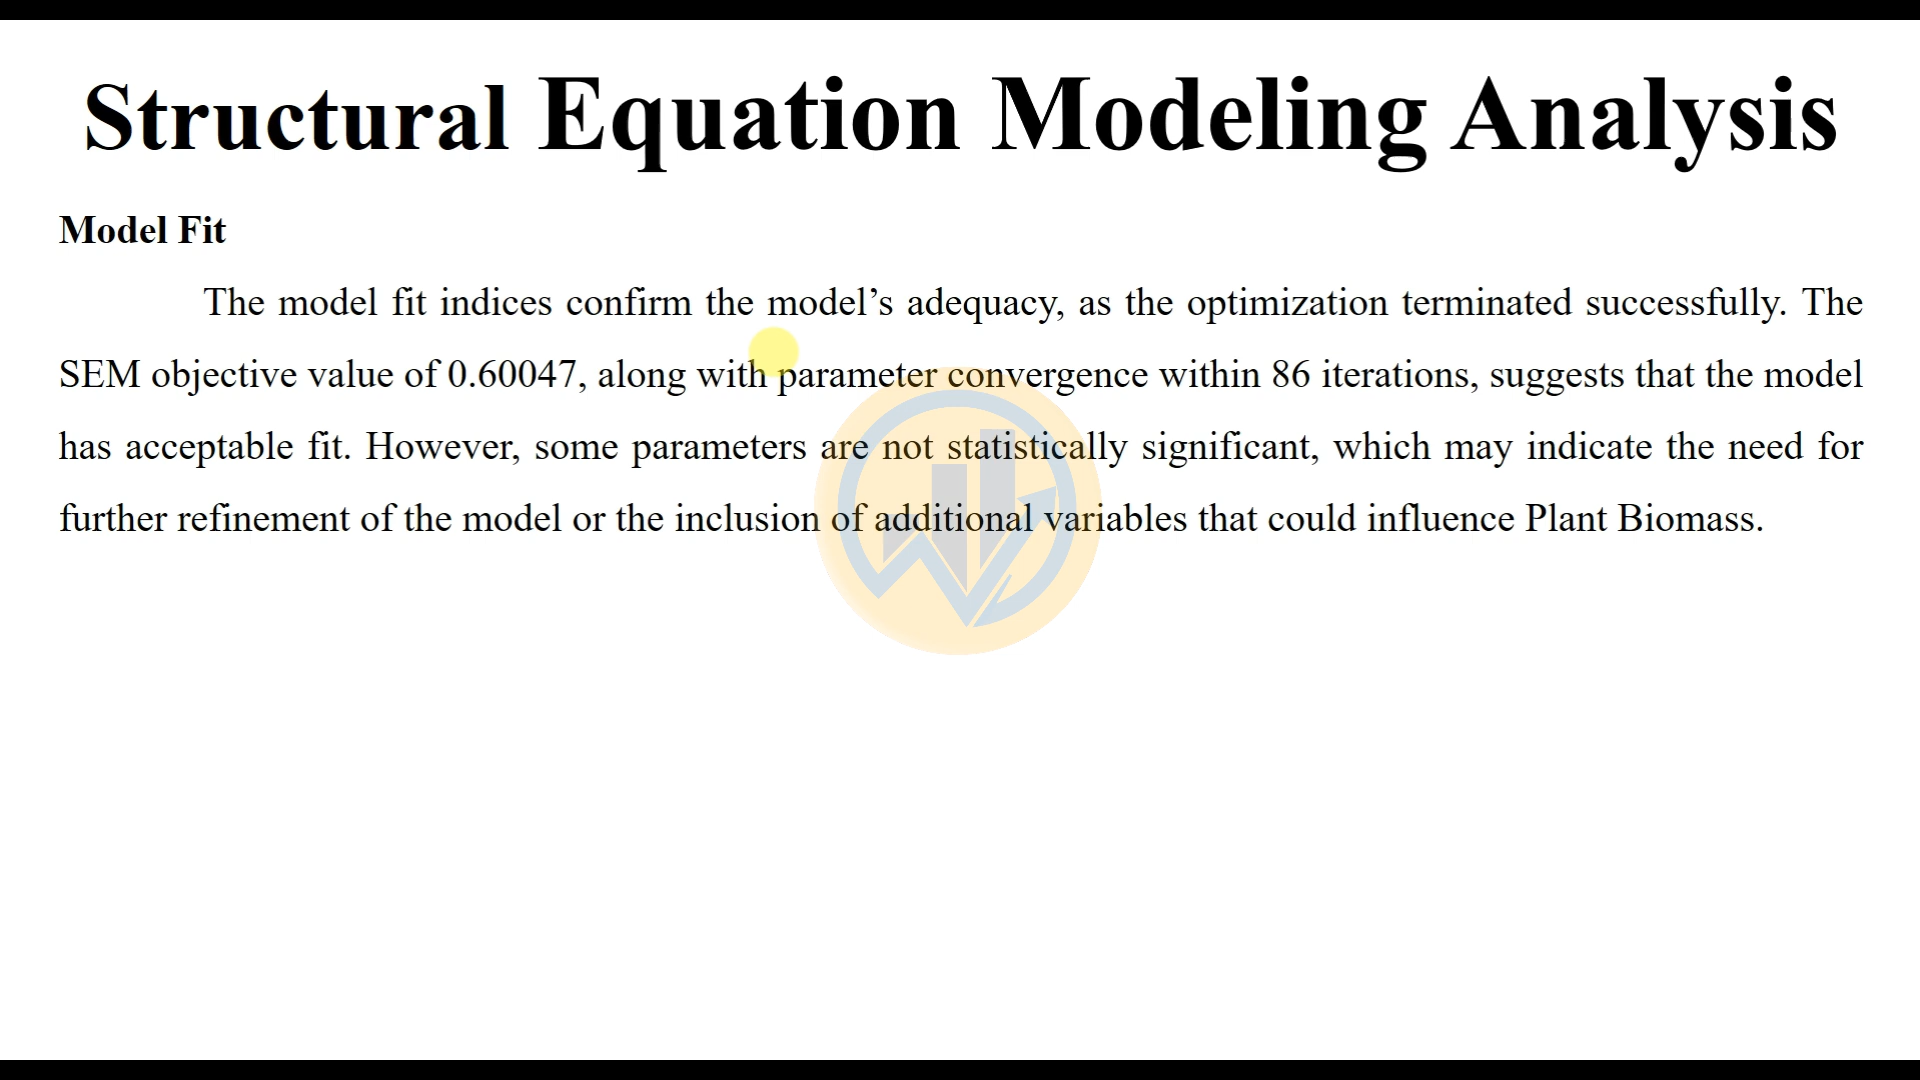 Structural Equation Modeling Analysis
Model Fit
The model fit indices confirm the model’s adequacy, as the optimization terminated successfully. The
SEM objective value of 0.60047, along with parameter convergence within 86 iterations, suggests that the model
has acceptable fit. However, some parameters are not statistically significant, which may indicate the need for
further refinement of the model or the inclusion of additional variables that could influence Plant Biomass.